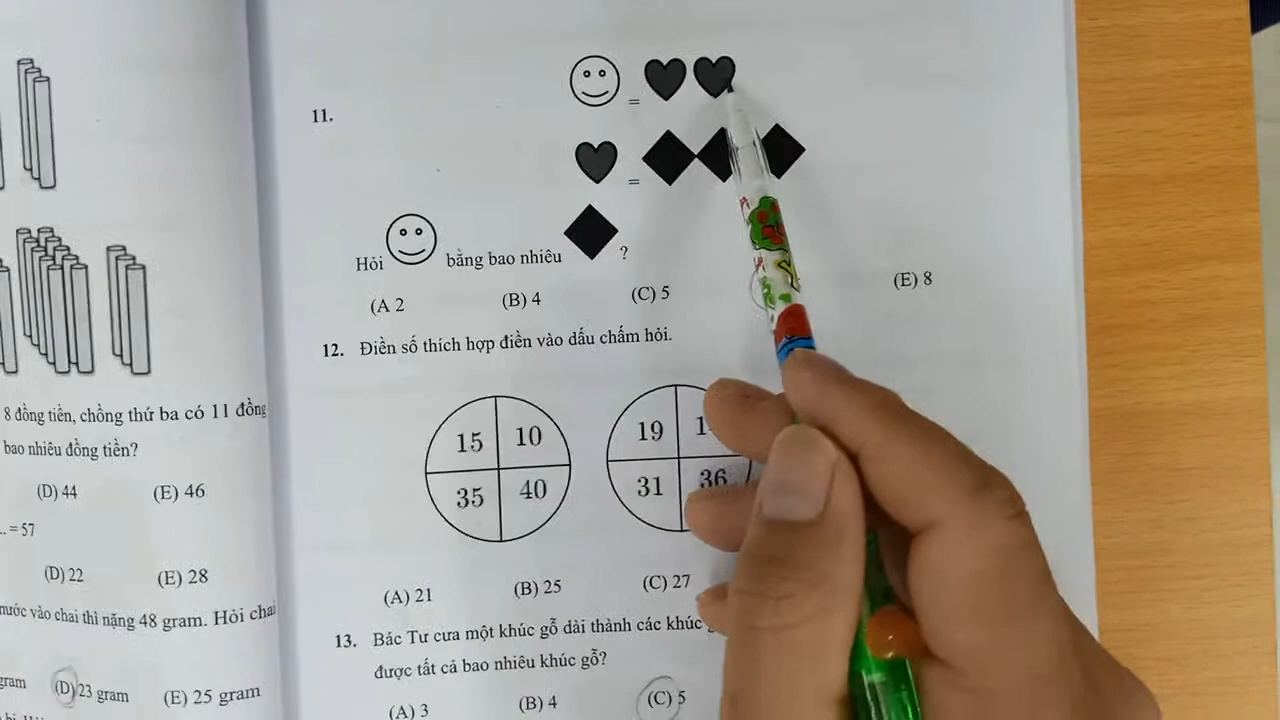 8 đồng tiền, chồng thứ ba có 11 đồng
bao nhiêu đồng tiền?
(D) 44 (E) 46
= 57
(D) 22 (E) 28
nước vào chai thì nặng 48 gram. Hỏi chai
gram (D) 23 gram (E) 25 gram
11.
=
=
Hỏi bằng bao nhiêu ?
(A 2 (B) 4 (C) 5 (E) 8
12. Điền số thích hợp điền vào dấu chấm hỏi.
15 10
35 40
19
31 36
(A) 21 (B) 25 (C) 27
13. Bác Tư cưa một khúc gỗ dài thành các khúc
được tất cả bao nhiêu khúc gỗ?
(A) 3 (B) 4 (C) 5